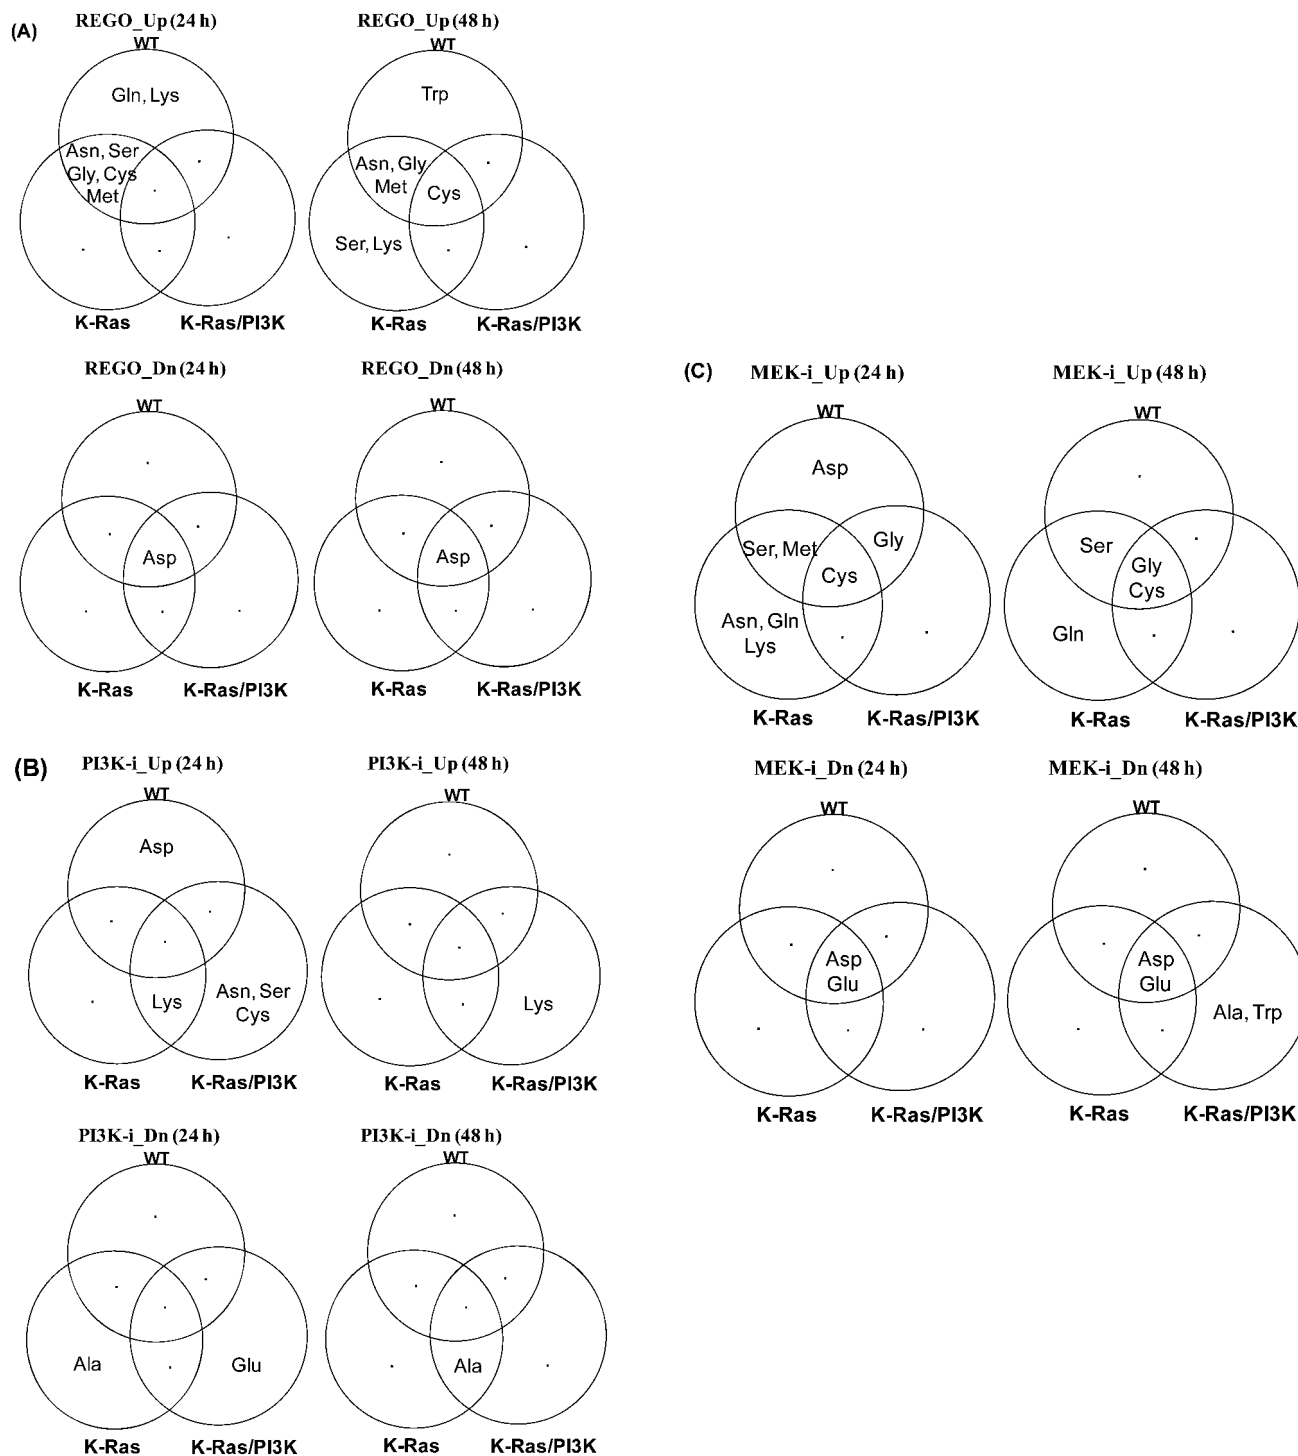 (A)
REGO_Up (24 h)
WT
Gln, Lys
Asn, Ser
Gly, Cys
Met
K-Ras
K-Ras/PI3K
REGO_Up (48 h)
WT
Trp
Asn, Gly
Met
Cys
Ser, Lys
K-Ras
K-Ras/PI3K
REGO_Dn (24 h)
WT
Asp
K-Ras
K-Ras/PI3K
REGO_Dn (48 h)
WT
Asp
K-Ras
K-Ras/PI3K
(B)
PI3K-i_Up (24 h)
WT
Asp
Lys
Asn, Ser
Cys
K-Ras
K-Ras/PI3K
PI3K-i_Up (48 h)
WT
Lys
K-Ras
K-Ras/PI3K
PI3K-i_Dn (24 h)
WT
Ala
Glu
K-Ras
K-Ras/PI3K
PI3K-i_Dn (48 h)
WT
Ala
K-Ras
K-Ras/PI3K
(C)
MEK-i_Up (24 h)
WT
Asp
Ser, Met
Gly
Cys
Asn, Gln
Lys
K-Ras
K-Ras/PI3K
MEK-i_Up (48 h)
WT
Ser
Gly
Cys
Gln
K-Ras
K-Ras/PI3K
MEK-i_Dn (24 h)
WT
Asp
Glu
K-Ras
K-Ras/PI3K
MEK-i_Dn (48 h)
WT
Asp
Glu
Ala, Trp
K-Ras
K-Ras/PI3K